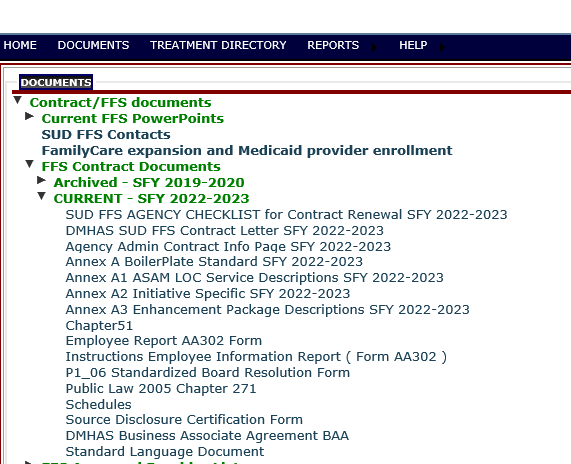 HOME DOCUMENTS TREATMENT DIRECTORY REPORTS HELP
DOCUMENTS
Contract/FFS documents
Current FFS PowerPoints
SUD FFS Contacts
FamilyCare expansion and Medicaid provider enrollment
FFS Contract Documents
Archived - SFY 2019-2020
CURRENT - SFY 2022-2023
SUD FFS AGENCY CHECKLIST for Contract Renewal SFY 2022-2023
DMHAS SUD FFS Contract Letter SFY 2022-2023
Agency Admin Contract Info Page SFY 2022-2023
Annex A BoilerPlate Standard SFY 2022-2023
Annex A1 ASAM LOC Service Descriptions SFY 2022-2023
Annex A2 Initiative Specific SFY 2022-2023
Annex A3 Enhancement Package Descriptions SFY 2022-2023
Chapter51
Employee Report AA302 Form
Instructions Employee Information Report ( Form AA302 )
P1_06 Standardized Board Resolution Form
Public Law 2005 Chapter 271
Schedules
Source Disclosure Certification Form
DMHAS Business Associate Agreement BAA
Standard Language Document